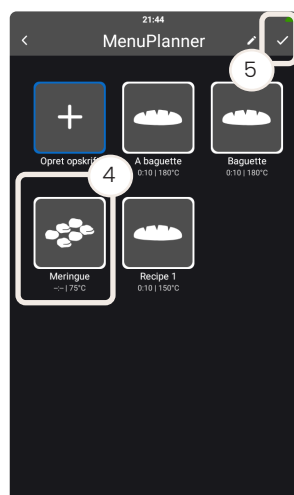 21:44
MenuPlanner
5
Opret opskrift
A baguette
0:10 | 180°C
Baguette
0:10 | 180°C
4
Meringue
-:-- | 75°C
Recipe 1
0:10 | 150°C